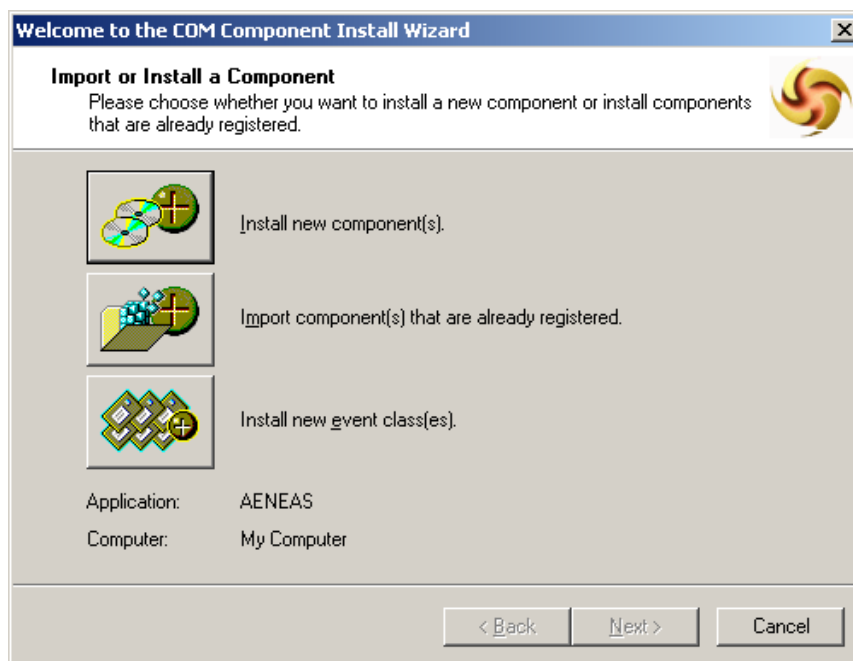 Welcome to the COM Component Install Wizard
Import or Install a Component
Please choose whether you want to install a new component or install components
that are already registered.
Install new component(s).
Import component(s) that are already registered.
Install new event class(es).
Application: AENEAS
Computer: My Computer
< Back Next > Cancel